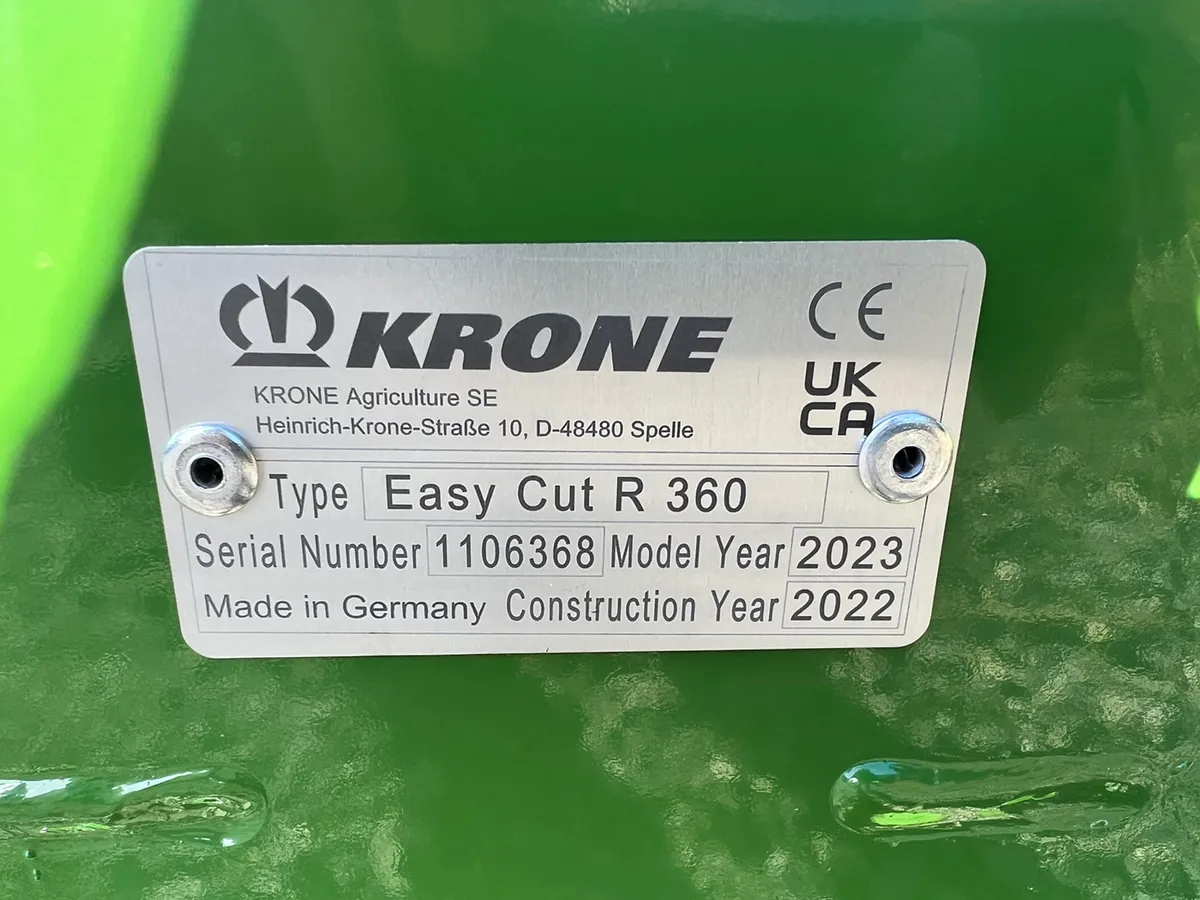 KRONE
CE
UK
CA
KRONE Agriculture SE
Heinrich-Krone-Straße 10, D-48480 Spelle
Type Easy Cut R 360
Serial Number 1106368 Model Year 2023
Made in Germany Construction Year 2022